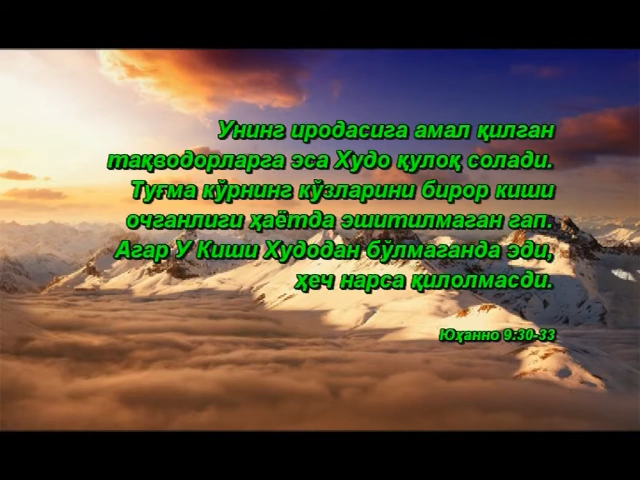 Унинг иродасига амал қилган
тақводорларга эса Худо қулоқ солади.
Туғма кўрнинг кўзларини бирор киши
очганлиги ҳаётда эшитилмаган гап.
Агар У Киши Худодан бўлмаганда эди,
ҳеч нарса қилолмасди.
Юҳанно 9:30-33